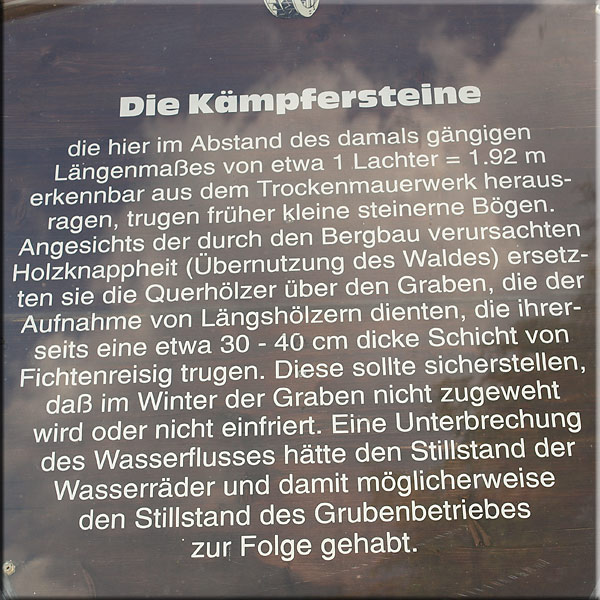 Die Kämpfersteine
die hier im Abstand des damals gängigen
Längenmaßes von etwa 1 Lachter = 1.92 m
erkennbar aus dem Trockenmauerwerk heraus-
ragen, trugen früher kleine steinerne Bögen.
Angesichts der durch den Bergbau verursachten
Holzknappheit (Übernutzung des Waldes) ersetz-
ten sie die Querhölzer über den Graben, die der
Aufnahme von Längshölzern dienten, die ihrer-
seits eine etwa 30 - 40 cm dicke Schicht von
Fichtenreisig trugen. Diese sollte sicherstellen,
daß im Winter der Graben nicht zugeweht
wird oder nicht einfriert. Eine Unterbrechung
des Wasserflusses hätte den Stillstand der
Wasserräder und damit möglicherweise
den Stillstand des Grubenbetriebes
zur Folge gehabt.